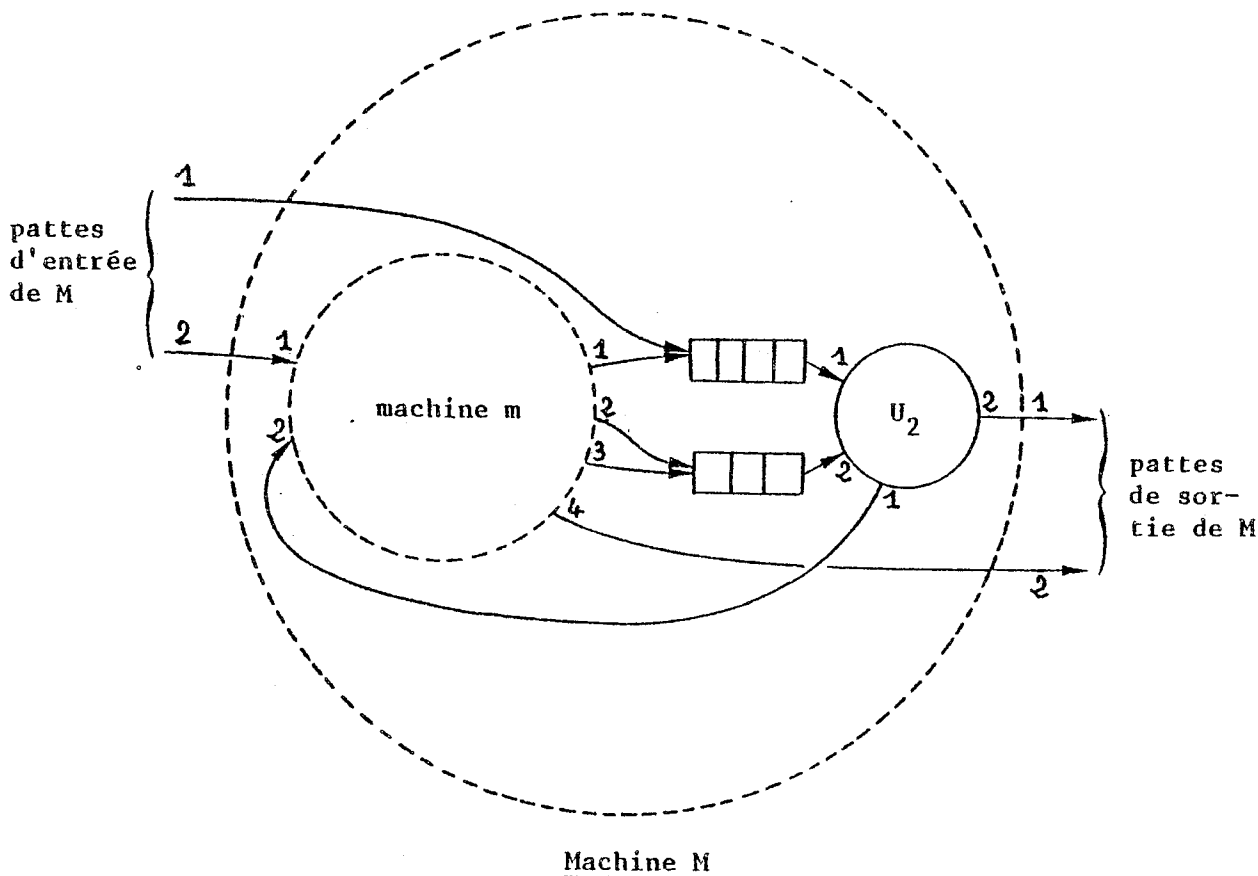 1
pattes
d'entrée
de M
2
1
2
machine m
1
2
3
4
1
2
U2
1
2
1
2
pattes
de sor-
tie de M
Machine M